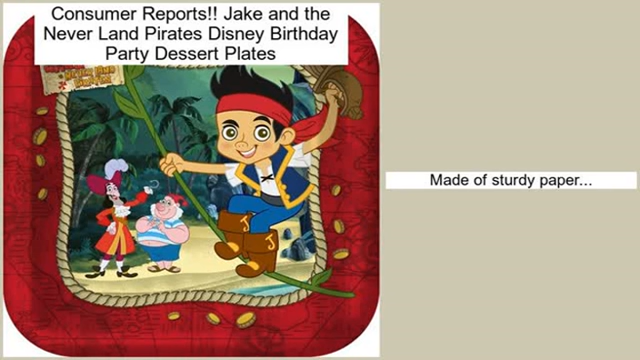 Consumer Reports!! Jake and the
Never Land Pirates Disney Birthday
Party Dessert Plates
Made of sturdy paper...